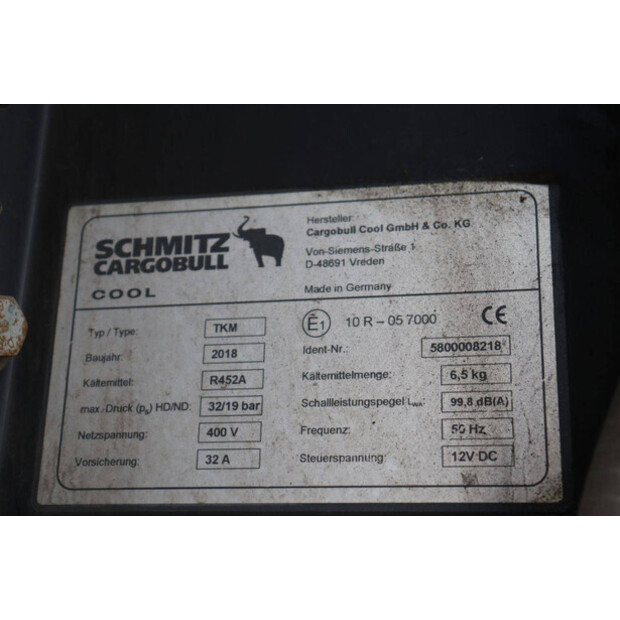 SCHMITZ
CARGOBULL
COOL
Hersteller:
Cargobull Cool GmbH & Co. KG
Von-Siemens-Straße 1
D-48691 Vreden
Made in Germany
Typ / Type: TKM
Baujahr: 2018
Kältemittel: R452A
max. Druck (pₛ) HD/ND: 32/19 bar
Netzspannung: 400 V
Vorsicherung: 32 A
E1 10 R - 05 7000 CE
Ident-Nr.: 5800008218
Kältemittelmenge: 6,5 kg
Schallleistungspegel LWA: 99,8 dB(A)
Frequenz: 50 Hz
Steuerspannung: 12V DC